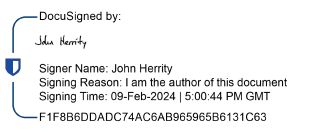 DocuSigned by:
John Herrity
Signer Name: John Herrity
Signing Reason: I am the author of this document
Signing Time: 09-Feb-2024 | 5:00:44 PM GMT
F1F8B6DDADC74AC6AB965965B6131C63